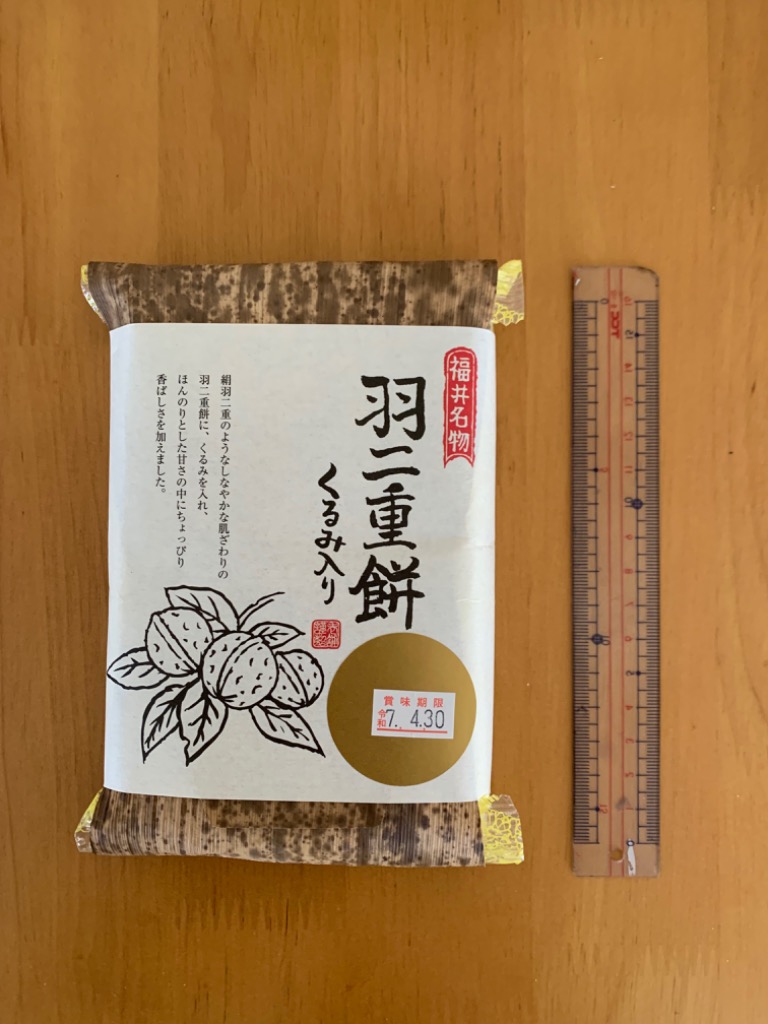 福井名物
羽二重餅
くるみ入り
絹羽二重のようなしなやかな肌ざわりの
羽二重餅に、くるみを入れ、
ほんのりとした甘さの中にちょっぴり
香ばしさを加えました。
賞味期限
令和7. 4.30